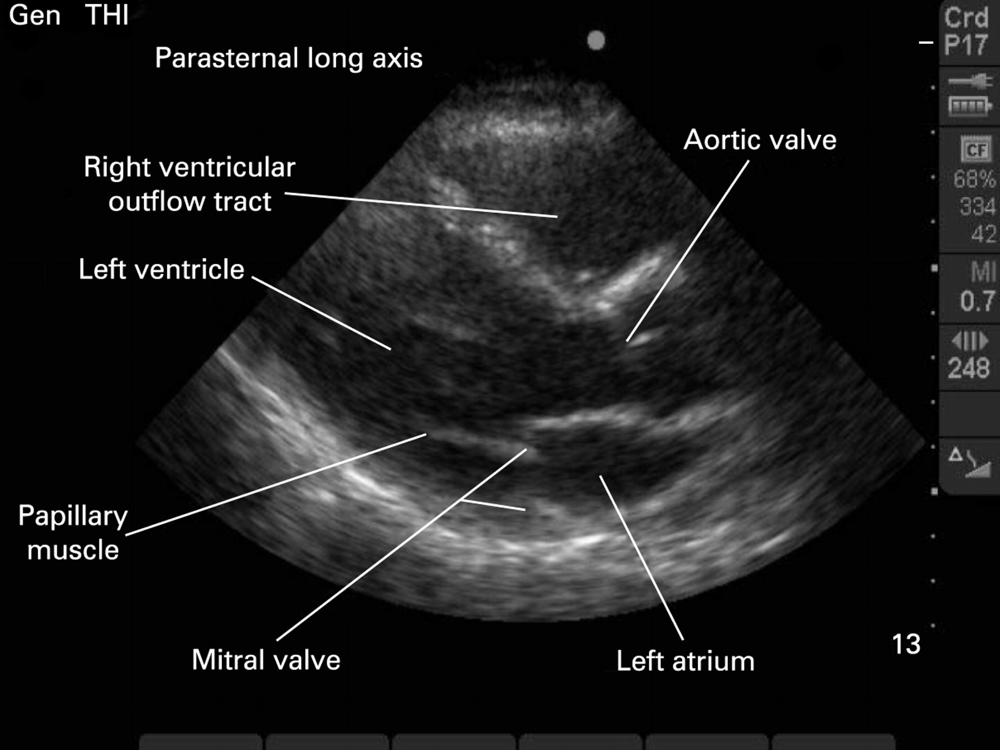 Gen THI
Parasternal long axis
Crd
P17
Aortic valve
Right ventricular
outflow tract
CF
68%
334
42
Left ventricle
MI
0.7
248
Papillary
muscle
Mitral valve
Left atrium
13